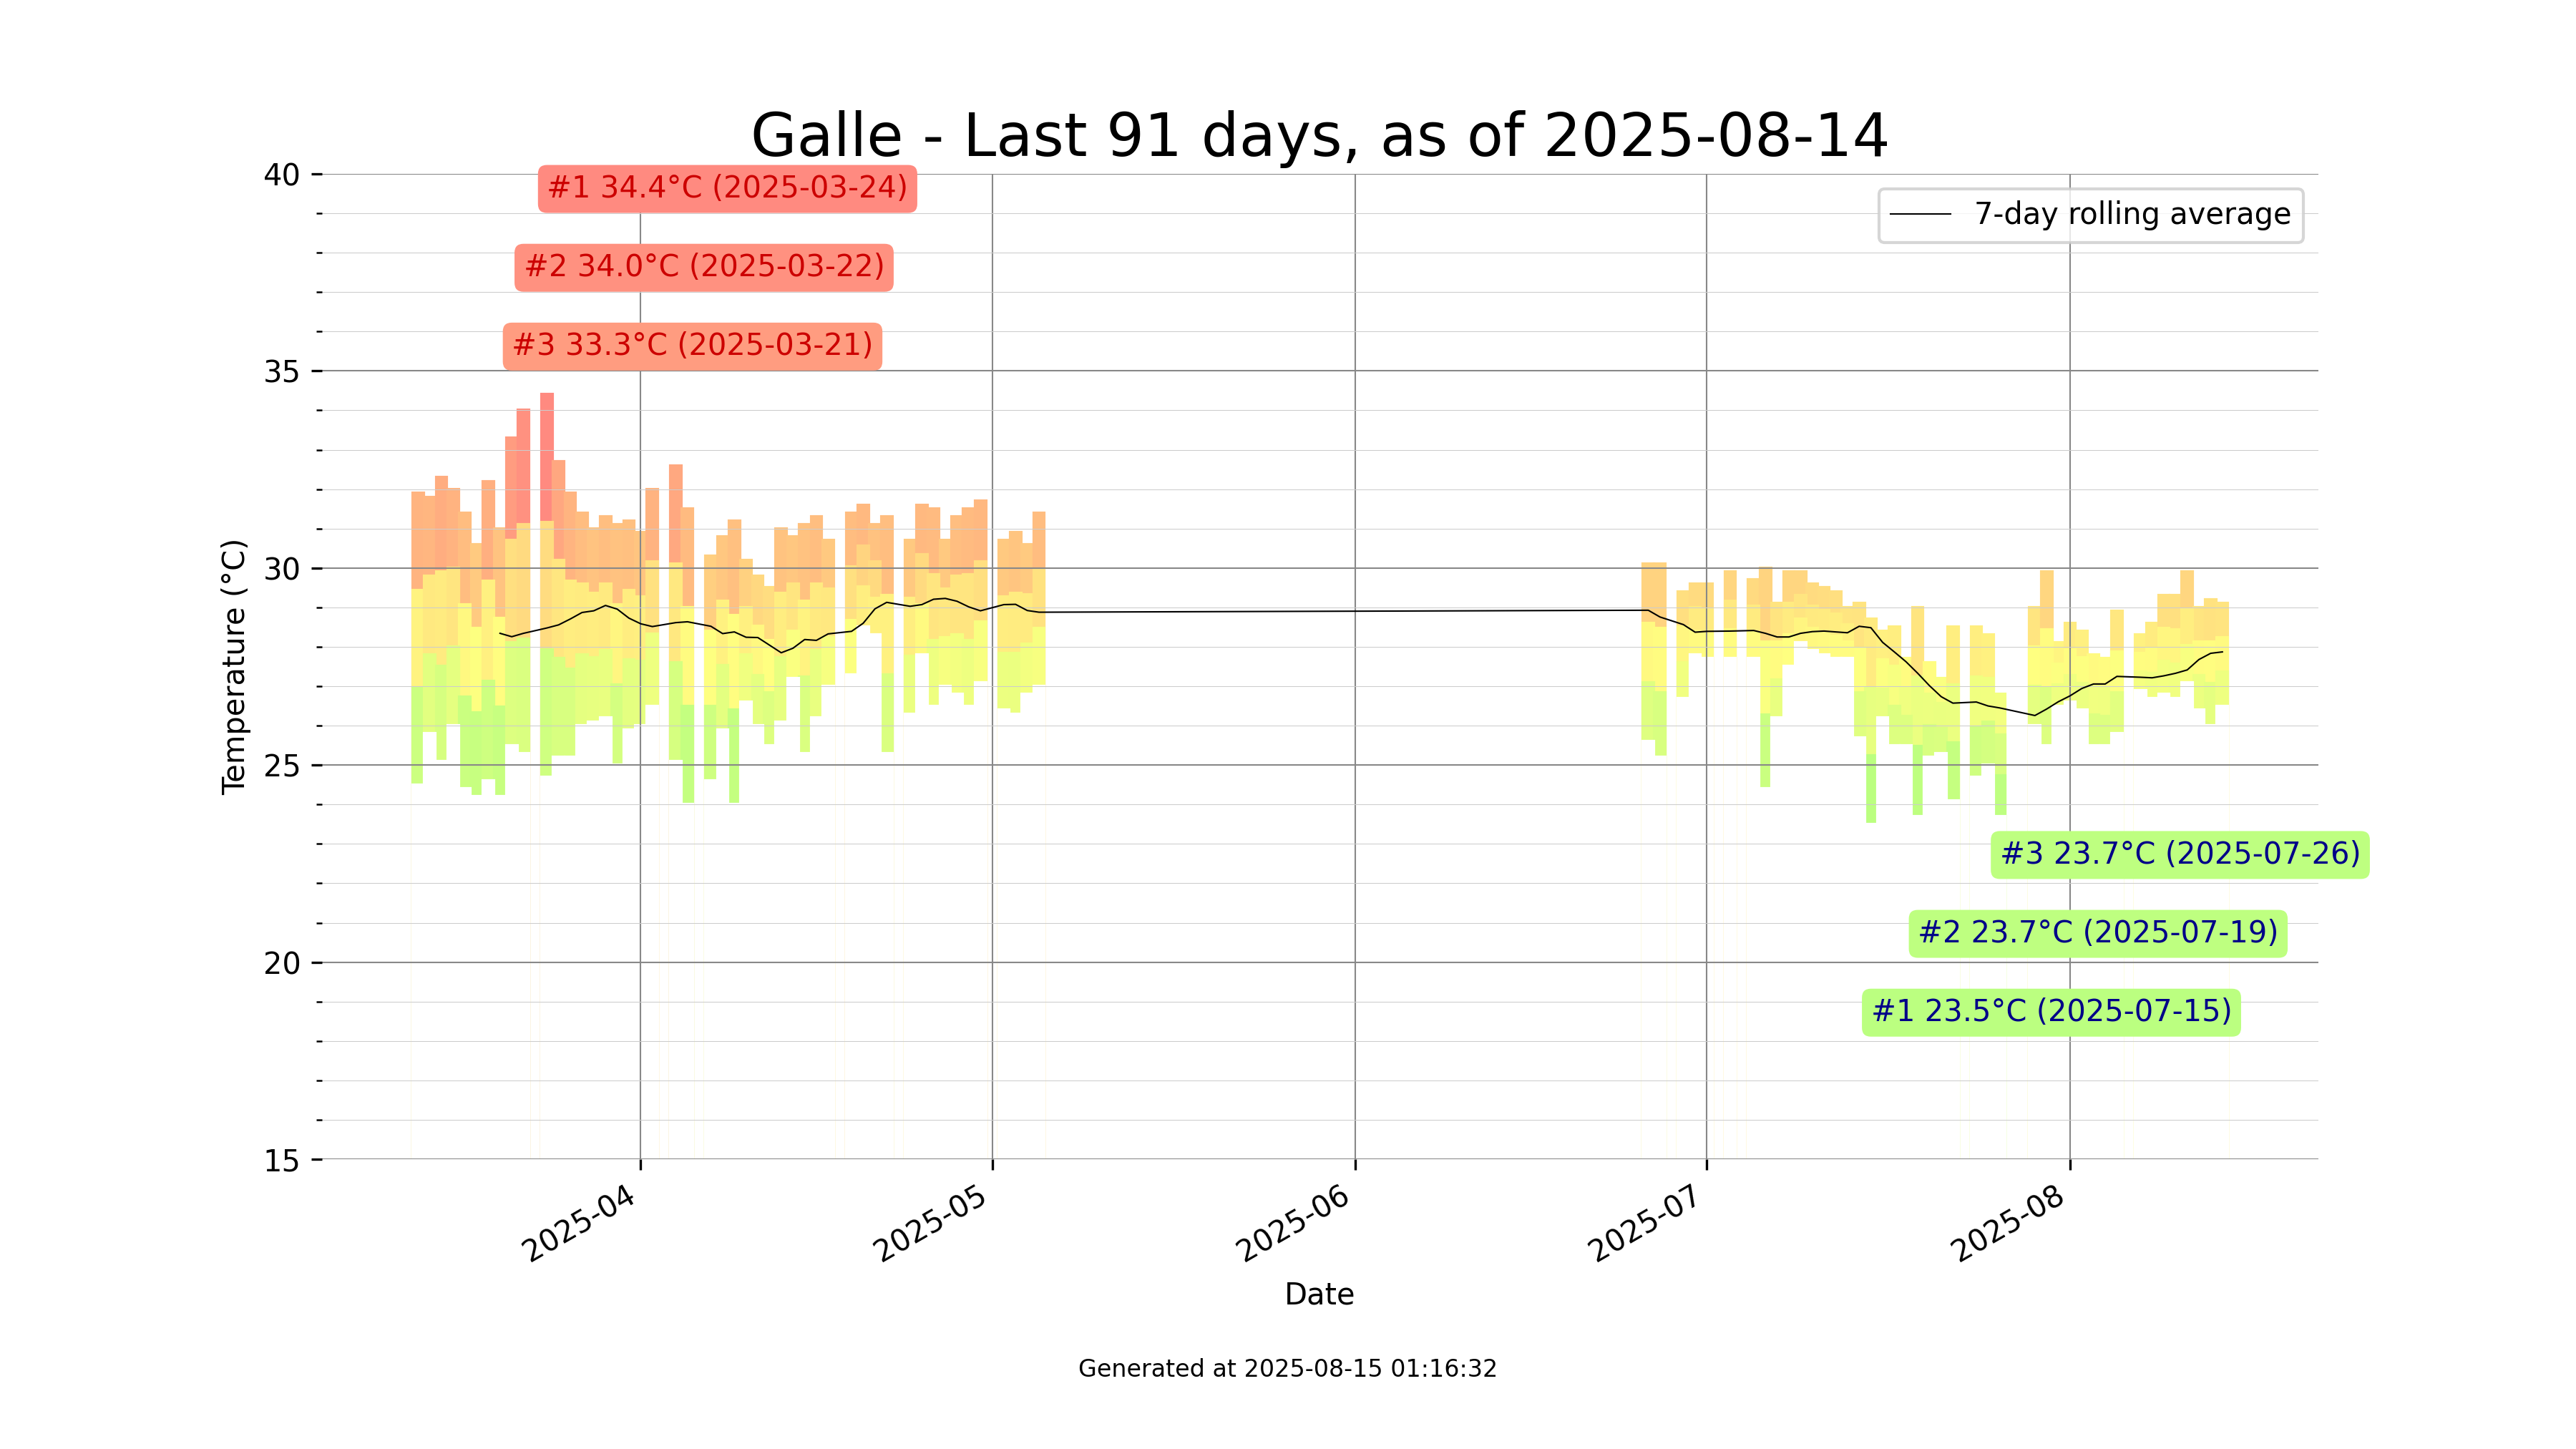 Galle - Last 91 days, as of 2025-08-14
40
#1 34.4°C (2025-03-24)
7-day rolling average
#2 34.0°C (2025-03-22)
#3 33.3°C (2025-03-21)
35
30
Temperature (°C)
25
#3 23.7°C (2025-07-26)
#2 23.7°C (2025-07-19)
20
#1 23.5°C (2025-07-15)
15
2025-04
2025-05
2025-06
2025-07
2025-08
Date
Generated at 2025-08-15 01:16:32